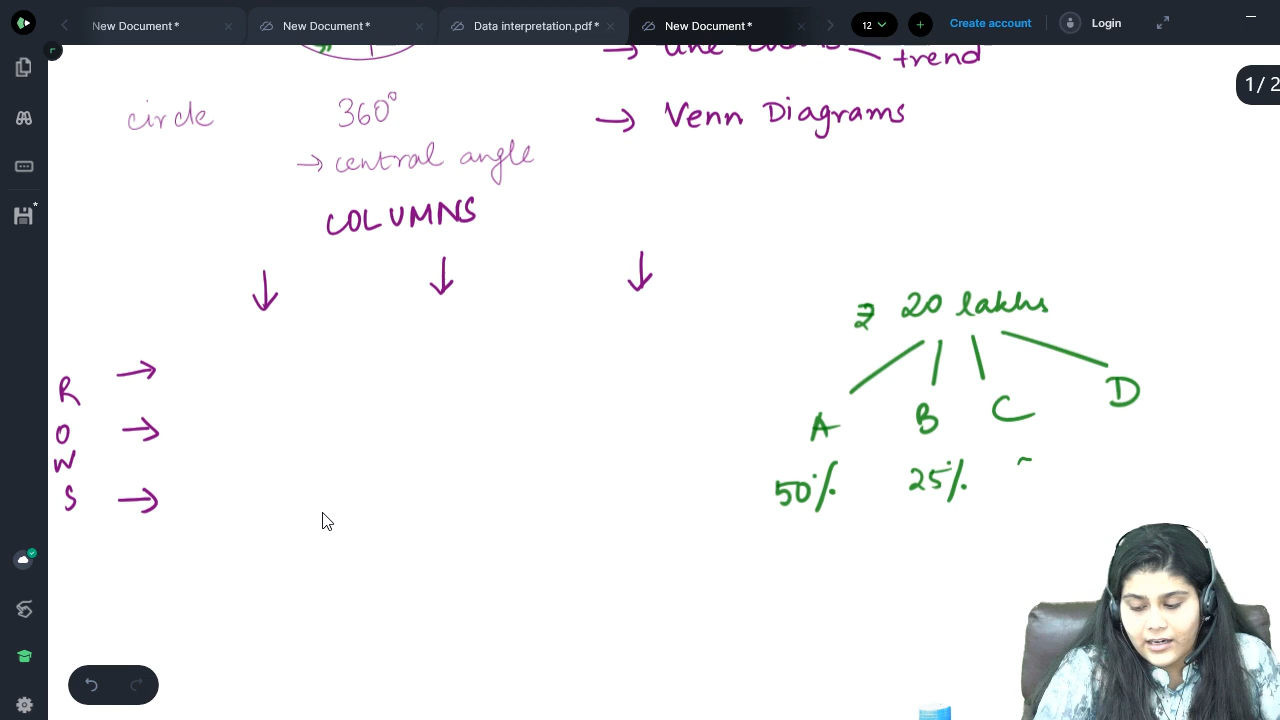 New Document*
New Document*
Data interpretation.pdf*
New Document*
12
Create account
Login
1/2
trend
circle
360°
→ Venn Diagrams
→ central angle
COLUMNS
₹ 20 lakhs
A B C D
50% 25%
R
O
W
S